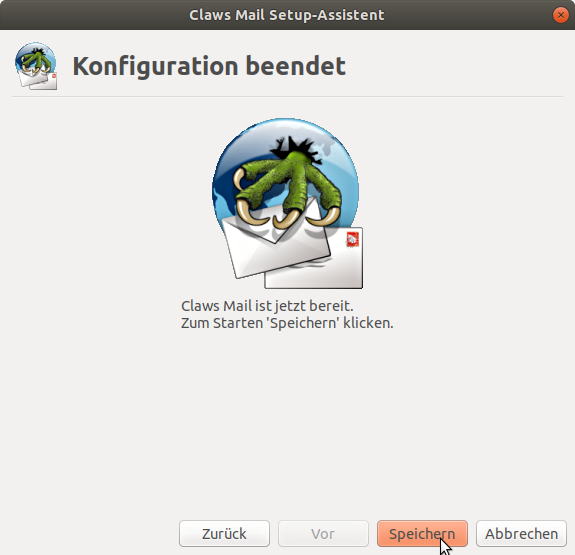 Claws Mail Setup-Assistent
Konfiguration beendet
Claws Mail ist jetzt bereit.
Zum Starten 'Speichern' klicken.
Zurück
Vor
Speichern
Abbrechen